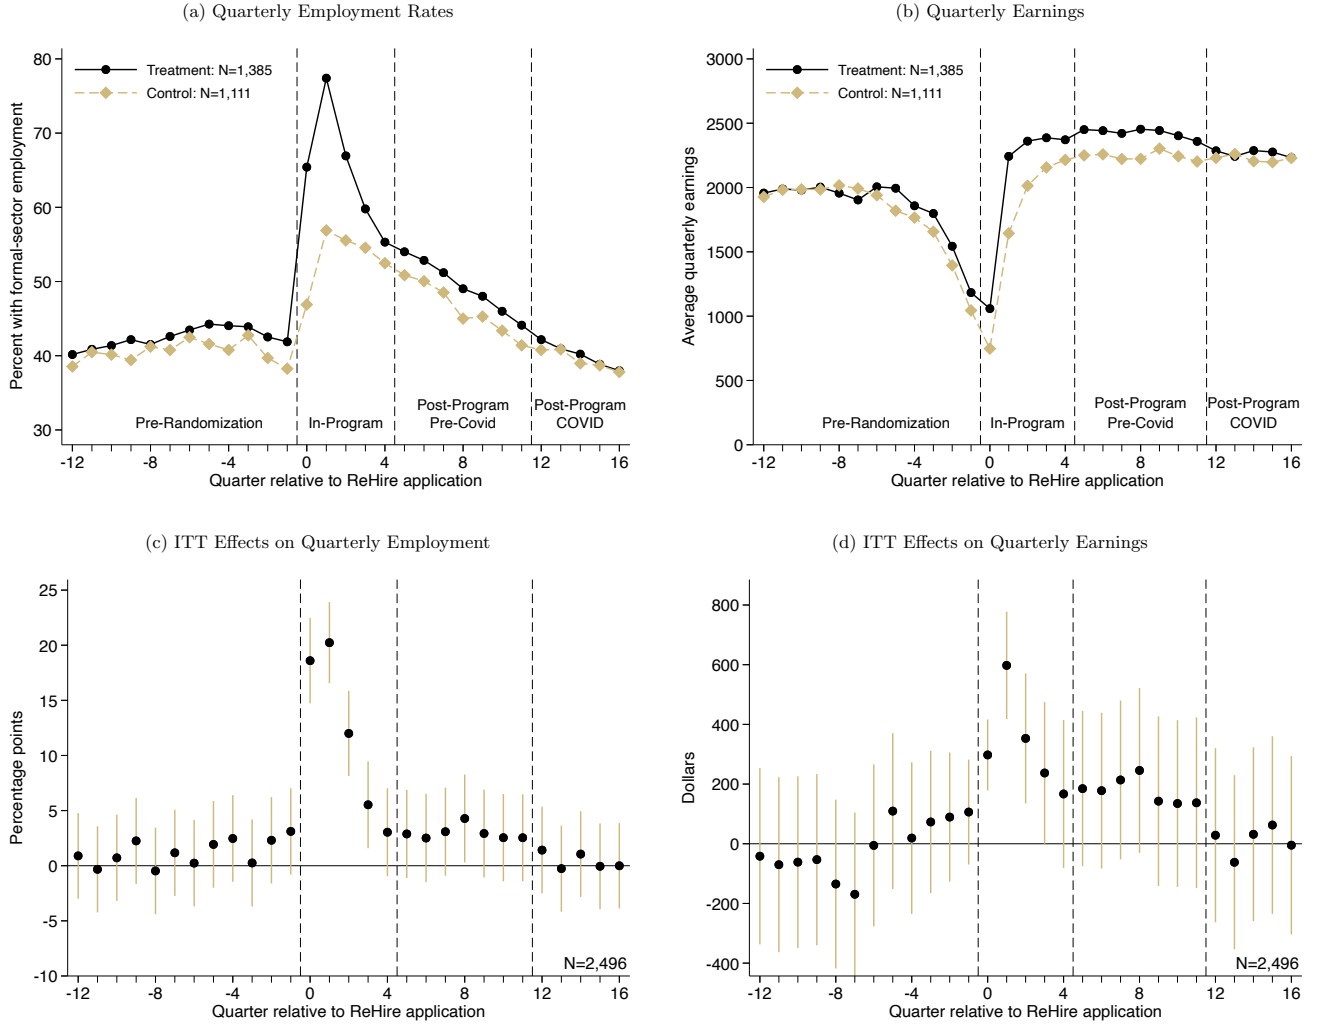 (a) Quarterly Employment Rates
Percent with formal-sector employment
80
70
60
50
40
30
Treatment: N=1,385
Control: N=1,111
Pre-Randomization
In-Program
Post-Program
Pre-Covid
Post-Program
COVID
-12 -8 -4 0 4 8 12 16
Quarter relative to ReHire application
(b) Quarterly Earnings
Average quarterly earnings
3000
2500
2000
1500
1000
500
0
Treatment: N=1,385
Control: N=1,111
Pre-Randomization
In-Program
Post-Program
Pre-Covid
Post-Program
COVID
-12 -8 -4 0 4 8 12 16
Quarter relative to ReHire application
(c) ITT Effects on Quarterly Employment
Percentage points
25
20
15
10
5
0
-5
-10
N=2,496
-12 -8 -4 0 4 8 12 16
Quarter relative to ReHire application
(d) ITT Effects on Quarterly Earnings
Dollars
800
600
400
200
0
-200
-400
N=2,496
-12 -8 -4 0 4 8 12 16
Quarter relative to ReHire application